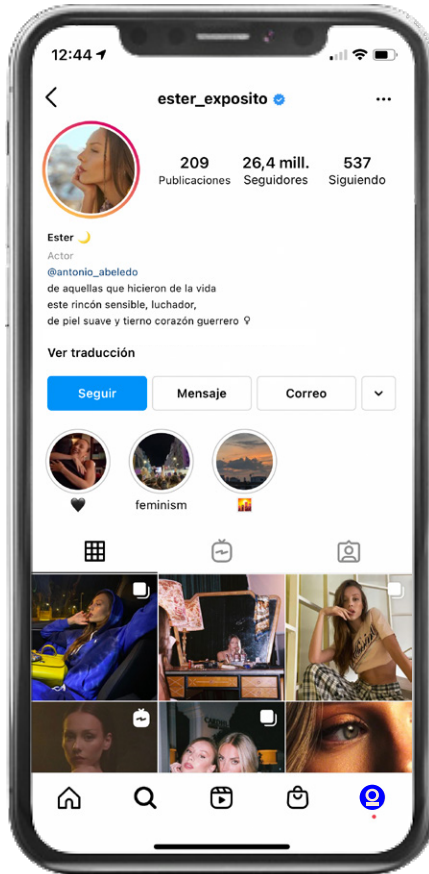 12:44
ester_exposito
209
26,4 mill.
537
Publicaciones
Seguidores
Siguiendo
Ester 🌙
Actor
@antonio_abeledo
de aquellas que hicieron de la vida
este rincón sensible, luchador,
de piel suave y tierno corazón guerrero ♀
Ver traducción
Seguir
Mensaje
Correo
🖤
feminism
🌇